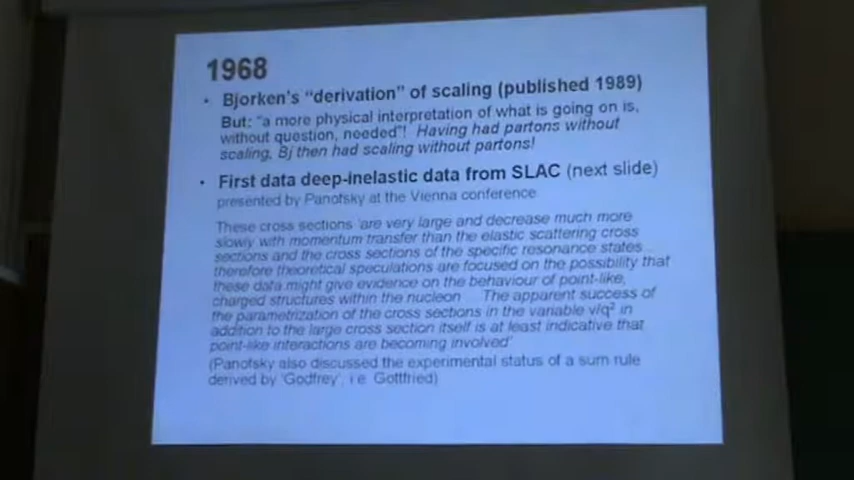 1968
• Bjorken's "derivation" of scaling (published 1989)
But: "a more physical interpretation of what is going on is,
without question, needed"! Having had partons without
scaling, Bj then had scaling without partons!
• First data deep-inelastic data from SLAC (next slide)
presented by Panofsky at the Vienna conference
These cross sections 'are very large and decrease much more
slowly with momentum transfer than the elastic scattering cross
sections and the cross sections of the specific resonance states...
therefore theoretical speculations are focused on the possibility that
these data might give evidence on the behaviour of point-like,
charged structures within the nucleon The apparent success of
the parametrization of the cross sections in the variable ν/q² in
addition to the large cross section itself is at least indicative that
point-like interactions are becoming involved'
(Panofsky also discussed the experimental status of a sum rule
derived by 'Godfrey', i.e. Gottfried)